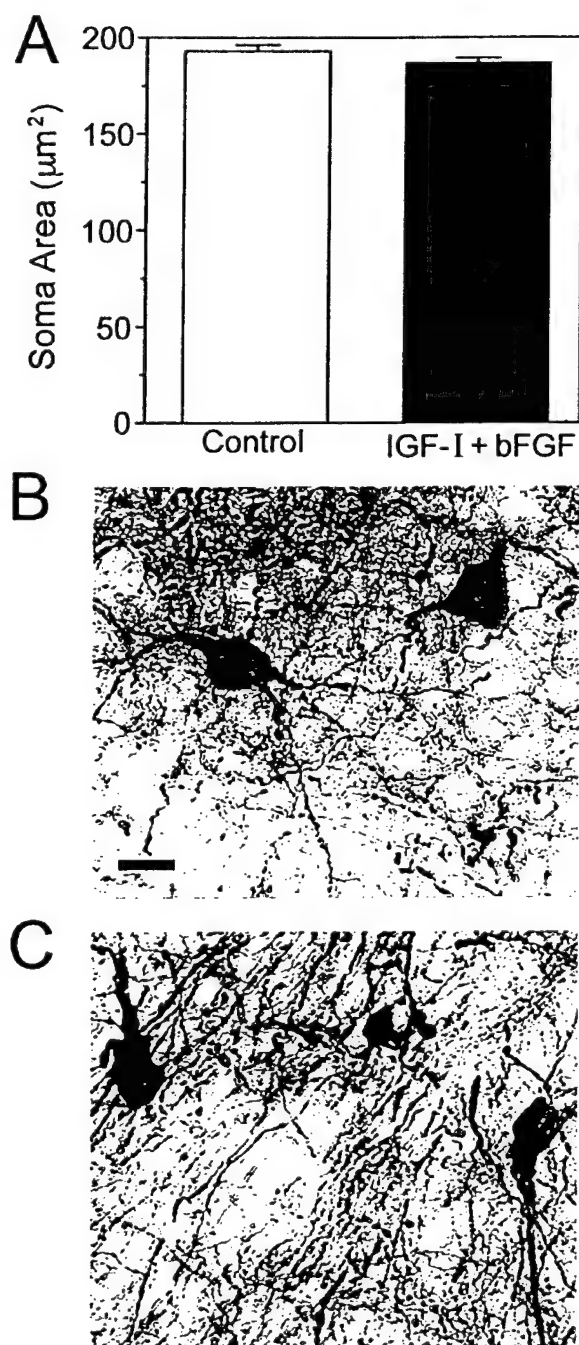 A
Soma Area (µm²)
200
150
100
50
0
Control
IGF-I + bFGF
B
C